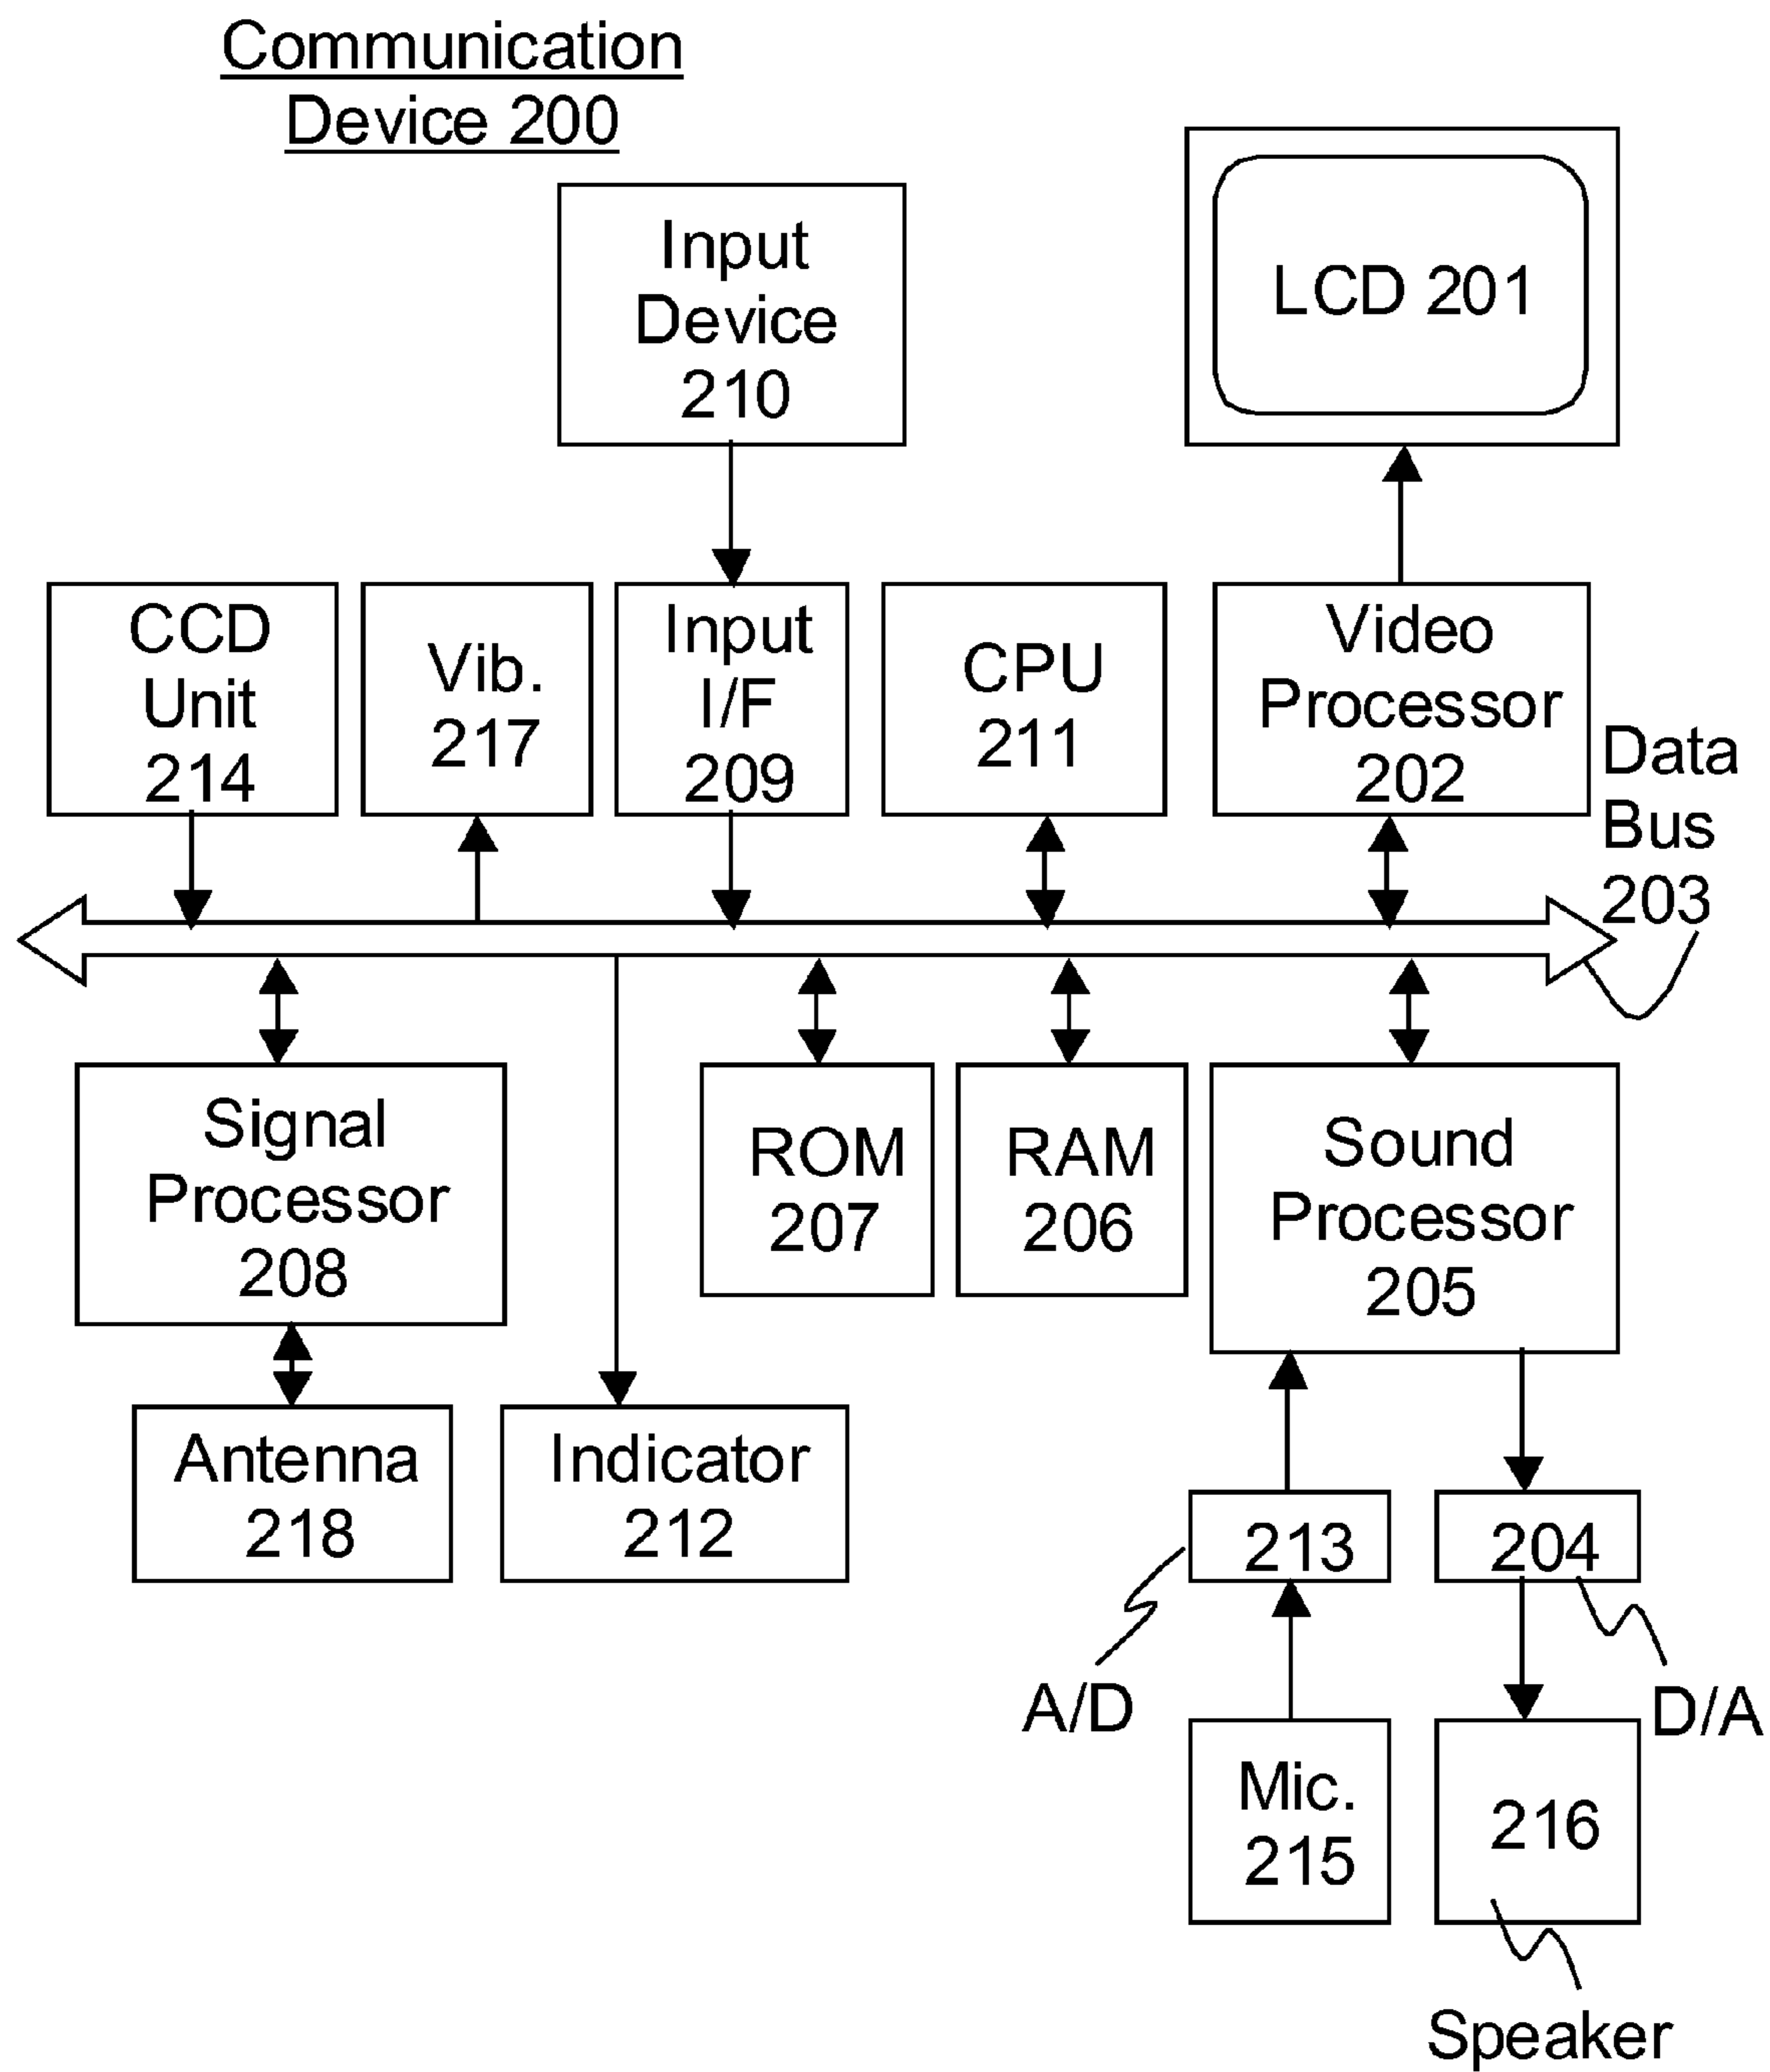 Communication
Device 200
Input
Device
210
LCD 201
CCD
Unit
214
Vib.
217
Input
I/F
209
CPU
211
Video
Processor
202
Data
Bus
203
Signal
Processor
208
ROM
207
RAM
206
Sound
Processor
205
Antenna
218
Indicator
212
213
204
A/D
D/A
Mic.
215
216
Speaker